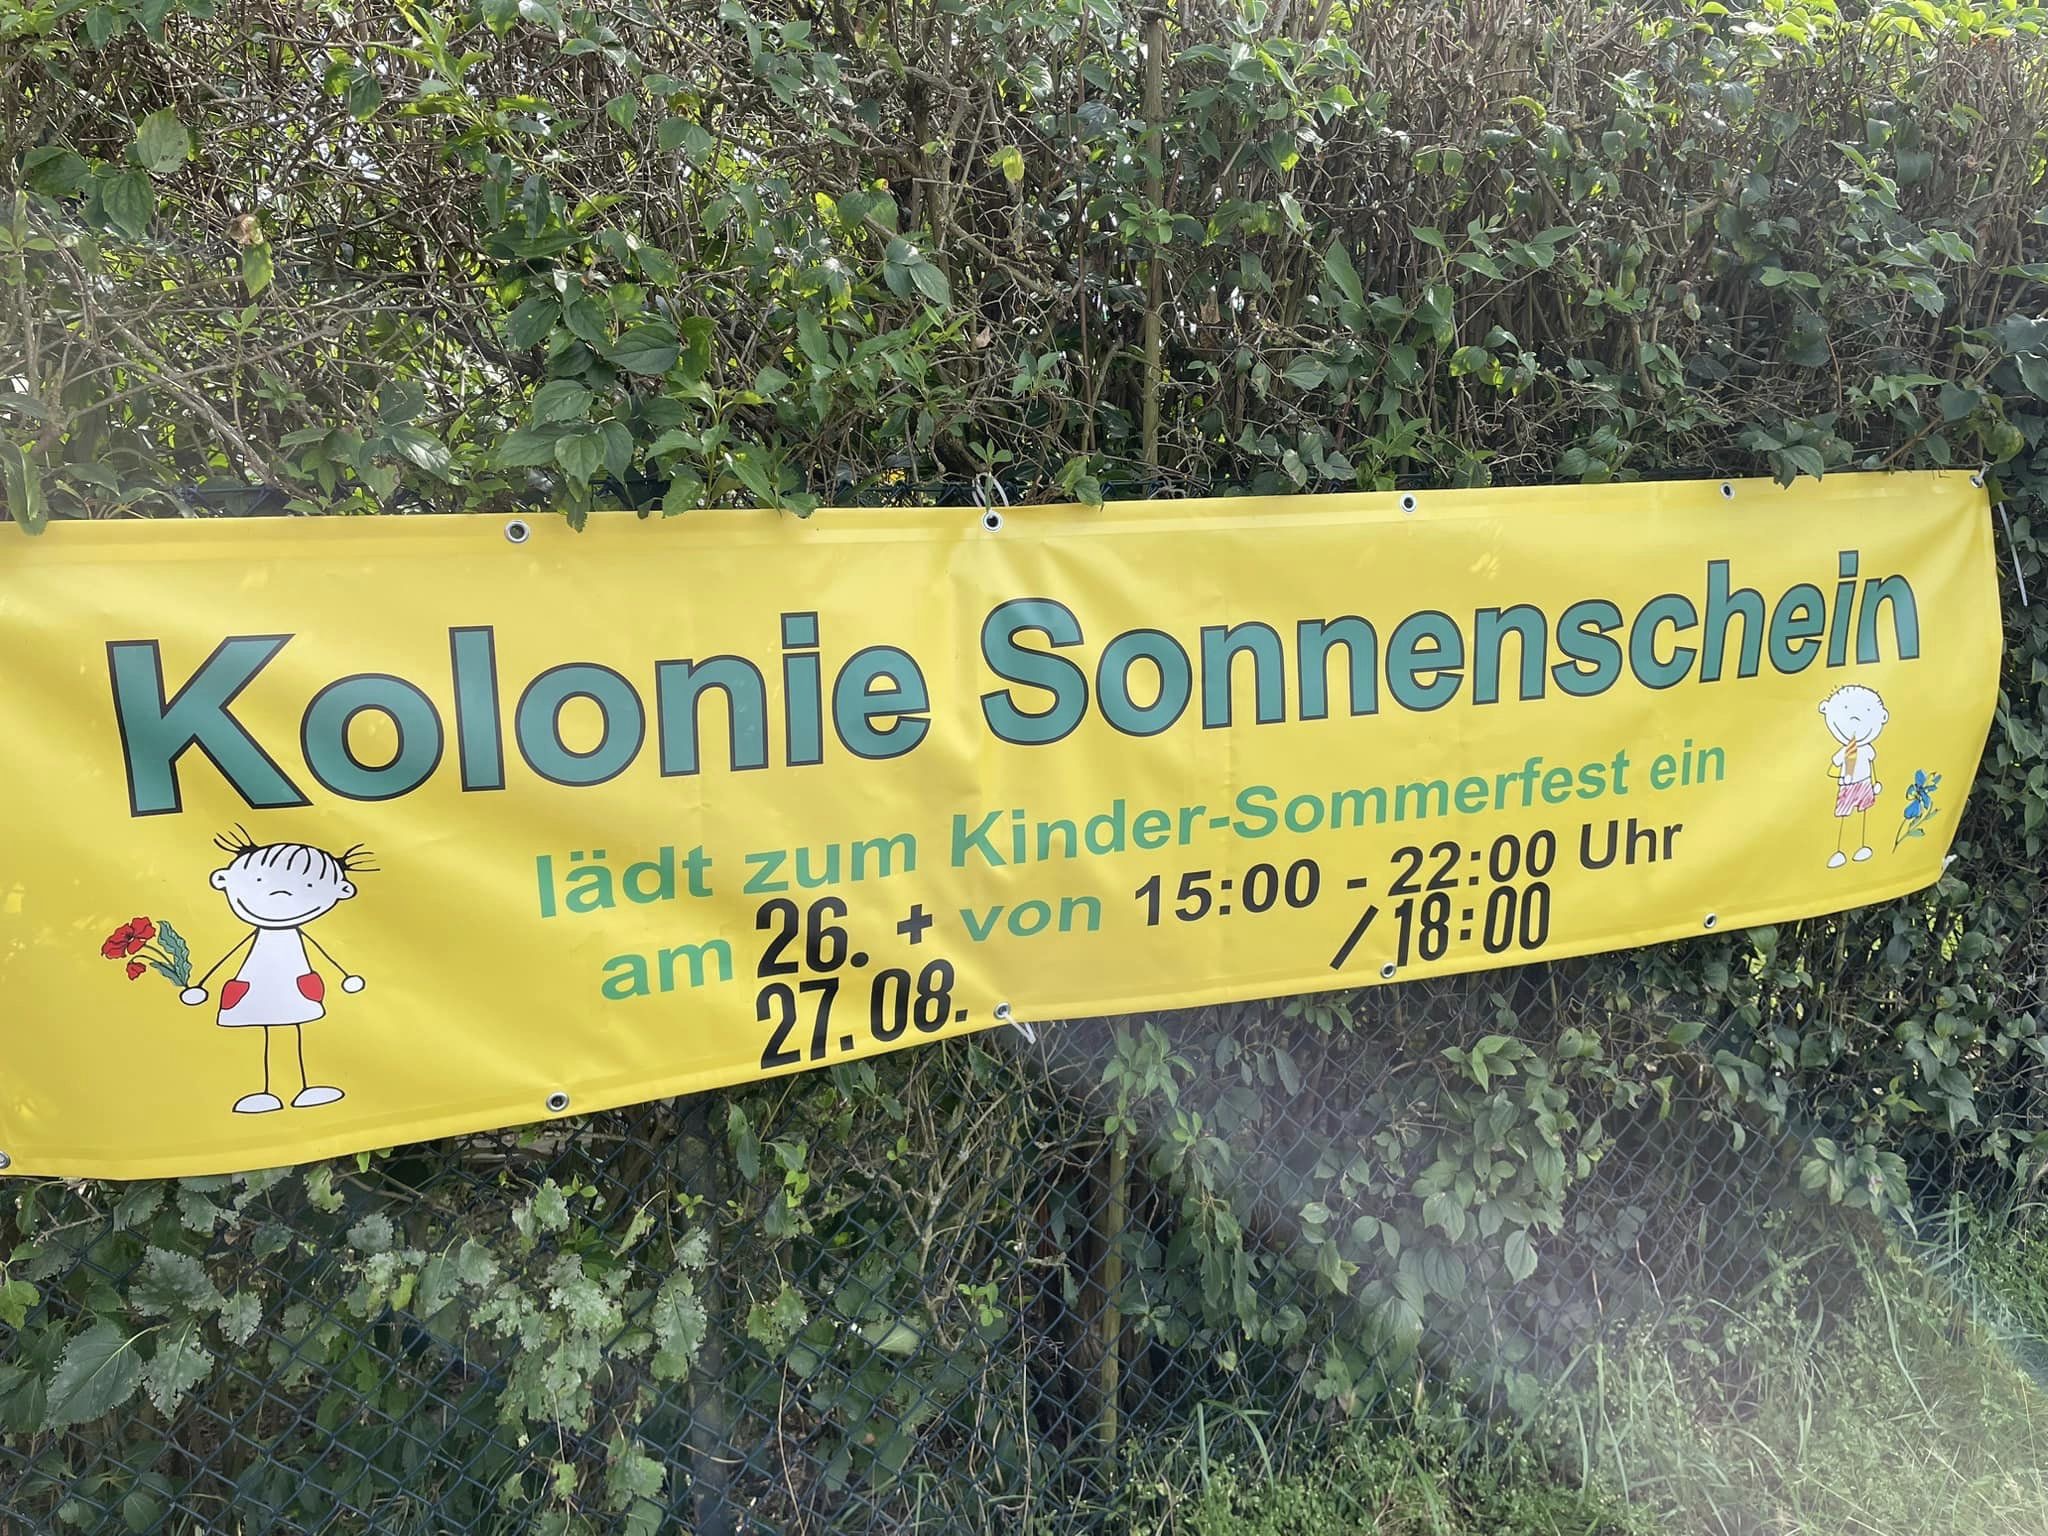 Kolonie Sonnenschein
lädt zum Kinder-Sommerfest ein
am 26. + von 15:00 - 22:00 Uhr
27.08. /18:00